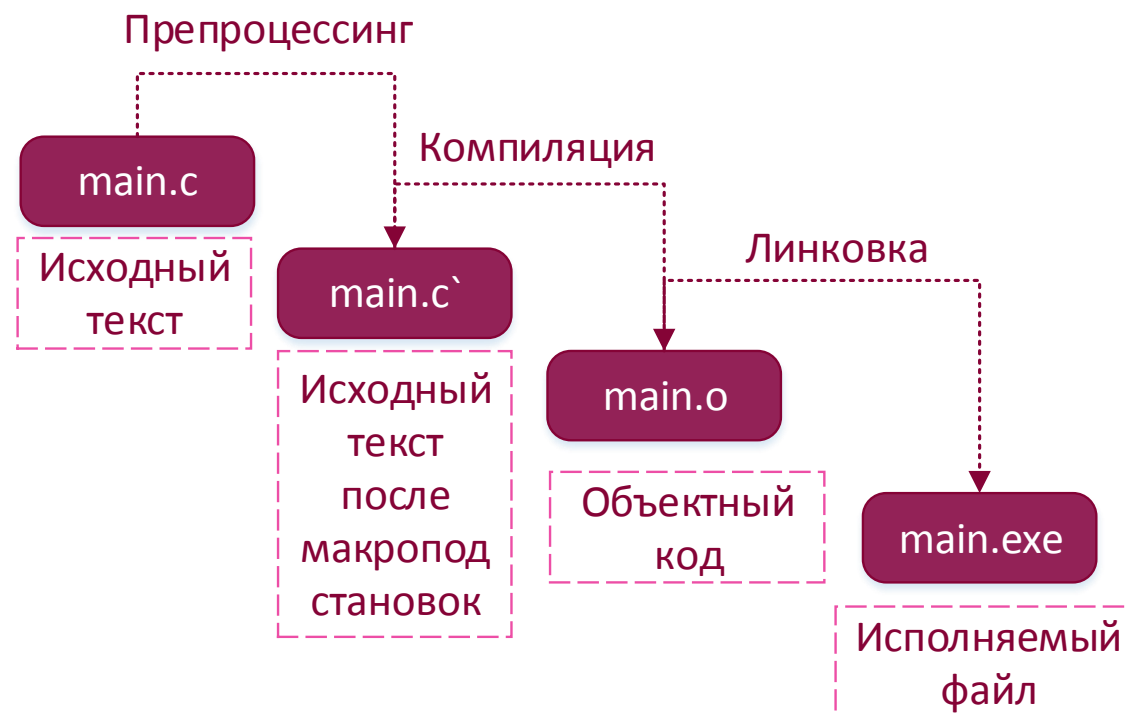 Препроцессинг
main.c
Исходный
текст
Компиляция
main.c`
Исходный
текст
после
макропод
становок
Линковка
main.o
Объектный
код
main.exe
Исполняемый
файл